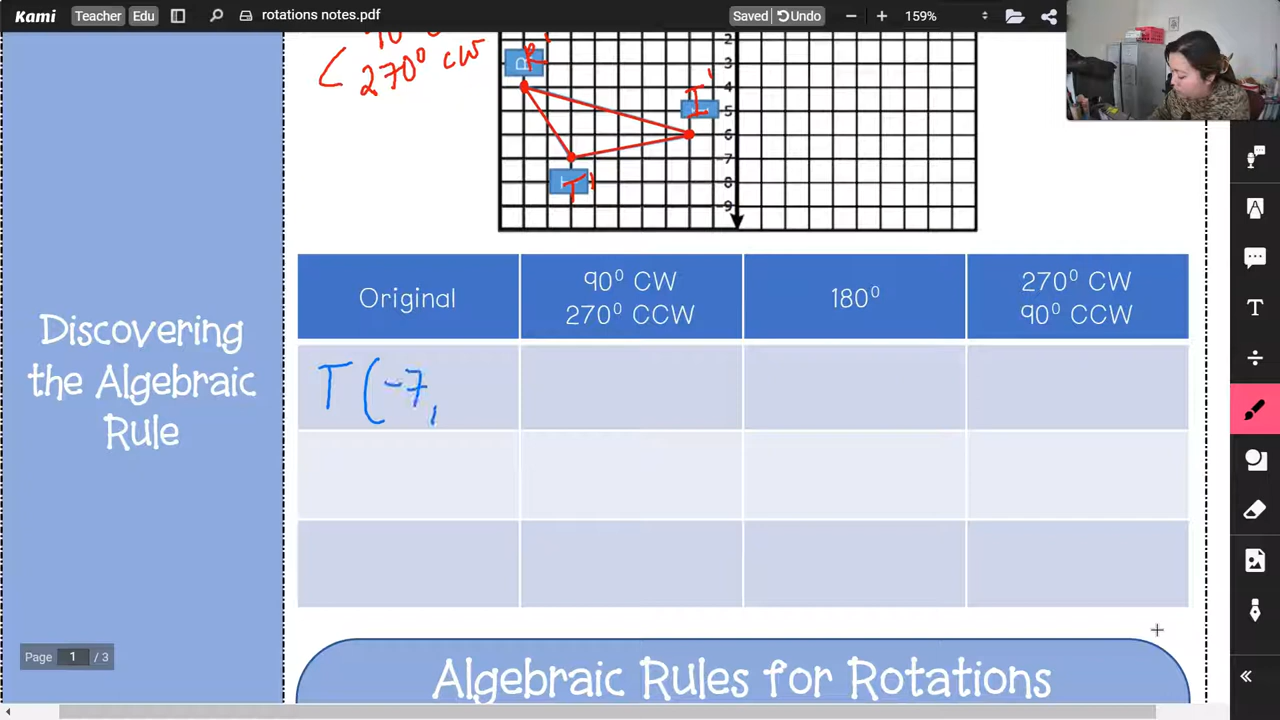 Kami Teacher Edu rotations notes.pdf Saved Undo 159%
270° CW
R'
I'
T'
2
3
4
5
6
-7
8
-9
Original
90° CW
270° CCW
180°
270° CW
90° CCW
Discovering
the Algebraic
Rule
T (-7,
Page 1 / 3
Algebraic Rules for Rotations